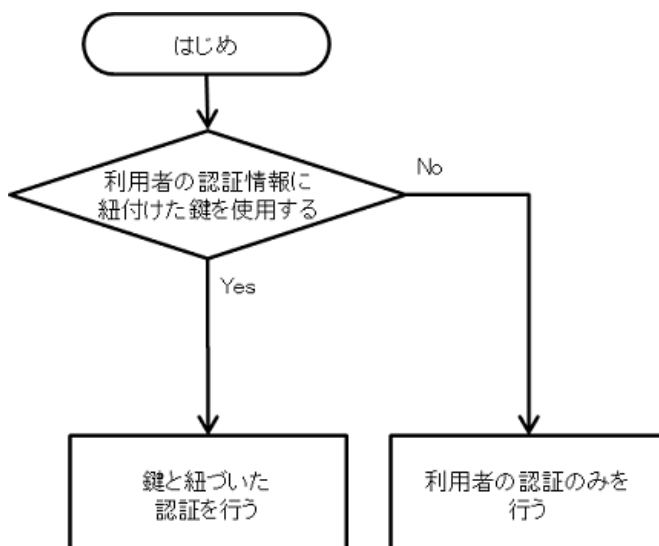 はじめ
利用者の認証情報に
紐付けた鍵を使用する
No
Yes
鍵と紐づいた
認証を行う
利用者の認証のみを
行う